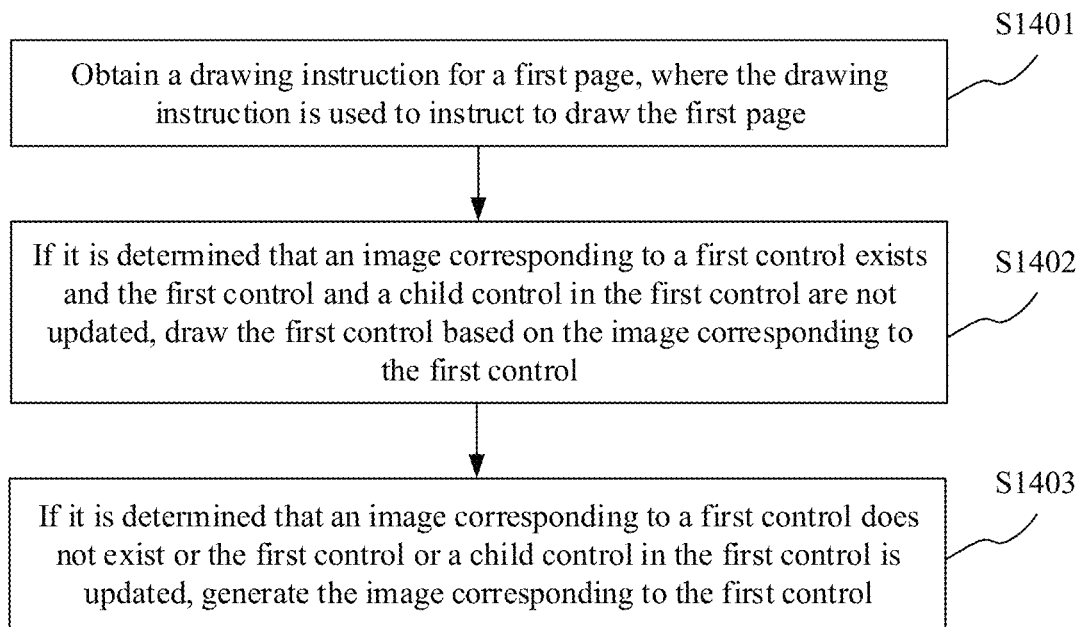 S1401
Obtain a drawing instruction for a first page, where the drawing
instruction is used to instruct to draw the first page
If it is determined that an image corresponding to a first control exists
and the first control and a child control in the first control are not
updated, draw the first control based on the image corresponding to
the first control
S1402
If it is determined that an image corresponding to a first control does
not exist or the first control or a child control in the first control is
updated, generate the image corresponding to the first control
S1403